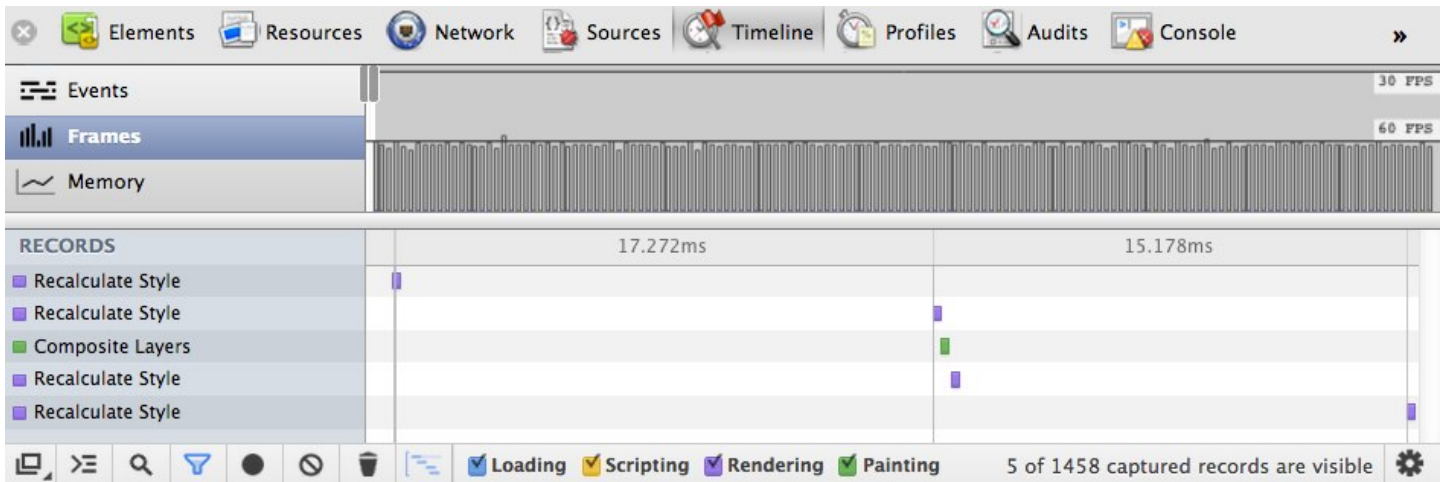 Elements Resources Network Sources Timeline Profiles Audits Console »
Events
30 FPS
Frames
60 FPS
Memory
RECORDS 17.272ms 15.178ms
Recalculate Style
Recalculate Style
Composite Layers
Recalculate Style
Recalculate Style
Loading Scripting Rendering Painting 5 of 1458 captured records are visible